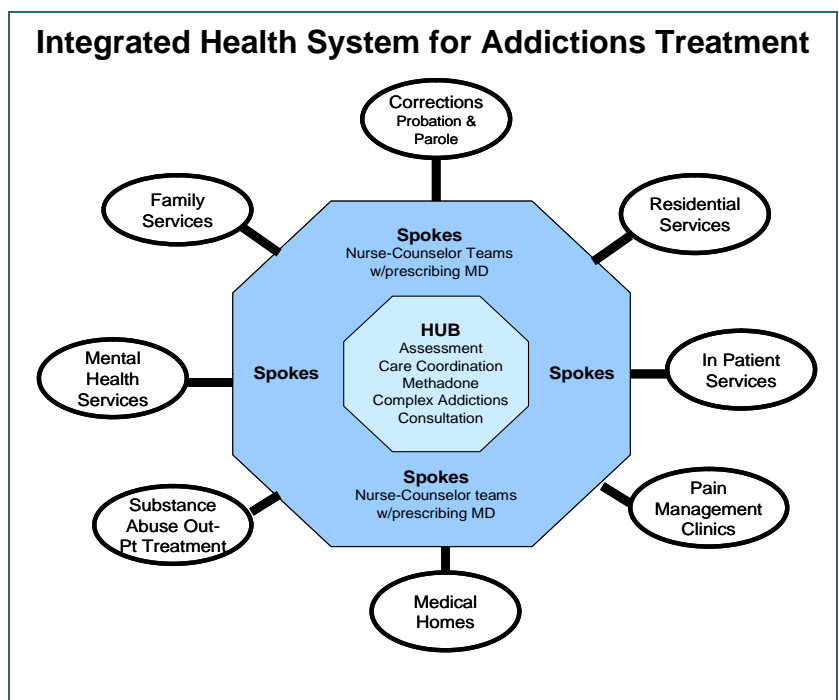 Integrated Health System for Addictions Treatment
Corrections
Probation &
Parole
Family
Services
Residential
Services
Spokes
Nurse-Counselor Teams
w/prescribing MD
HUB
Assessment
Care Coordination
Methadone
Complex Addictions
Consultation
Mental
Health
Services
Spokes
Spokes
In Patient
Services
Spokes
Nurse-Counselor teams
w/prescribing MD
Substance
Abuse Out-
Pt Treatment
Pain
Management
Clinics
Medical
Homes